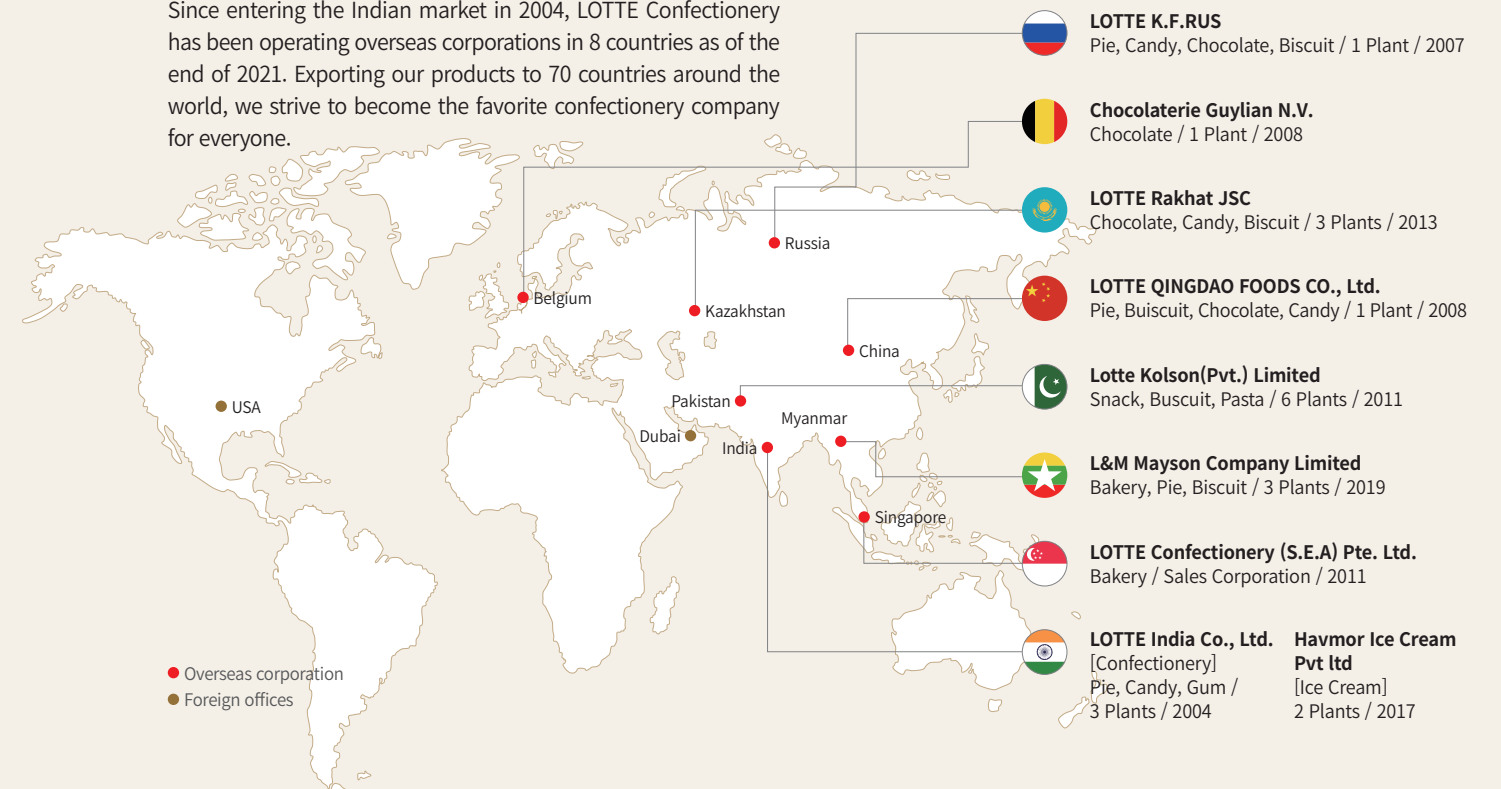 Since entering the Indian market in 2004, LOTTE Confectionery
has been operating overseas corporations in 8 countries as of the
end of 2021. Exporting our products to 70 countries around the
world, we strive to become the favorite confectionery company
for everyone.
LOTTE K.F.RUS
Pie, Candy, Chocolate, Biscuit / 1 Plant / 2007
Chocolaterie Guylian N.V.
Chocolate / 1 Plant / 2008
LOTTE Rakhat JSC
Chocolate, Candy, Biscuit / 3 Plants / 2013
LOTTE QINGDAO FOODS CO., Ltd.
Pie, Buiscuit, Chocolate, Candy / 1 Plant / 2008
Lotte Kolson(Pvt.) Limited
Snack, Buscuit, Pasta / 6 Plants / 2011
L&M Mayson Company Limited
Bakery, Pie, Biscuit / 3 Plants / 2019
LOTTE Confectionery (S.E.A) Pte. Ltd.
Bakery / Sales Corporation / 2011
LOTTE India Co., Ltd.
[Confectionery]
Pie, Candy, Gum /
3 Plants / 2004
Havmor Ice Cream
Pvt ltd
[Ice Cream]
2 Plants / 2017
Russia
Belgium
Kazakhstan
China
USA
Pakistan
Myanmar
Dubai
India
Singapore
Overseas corporation
Foreign offices